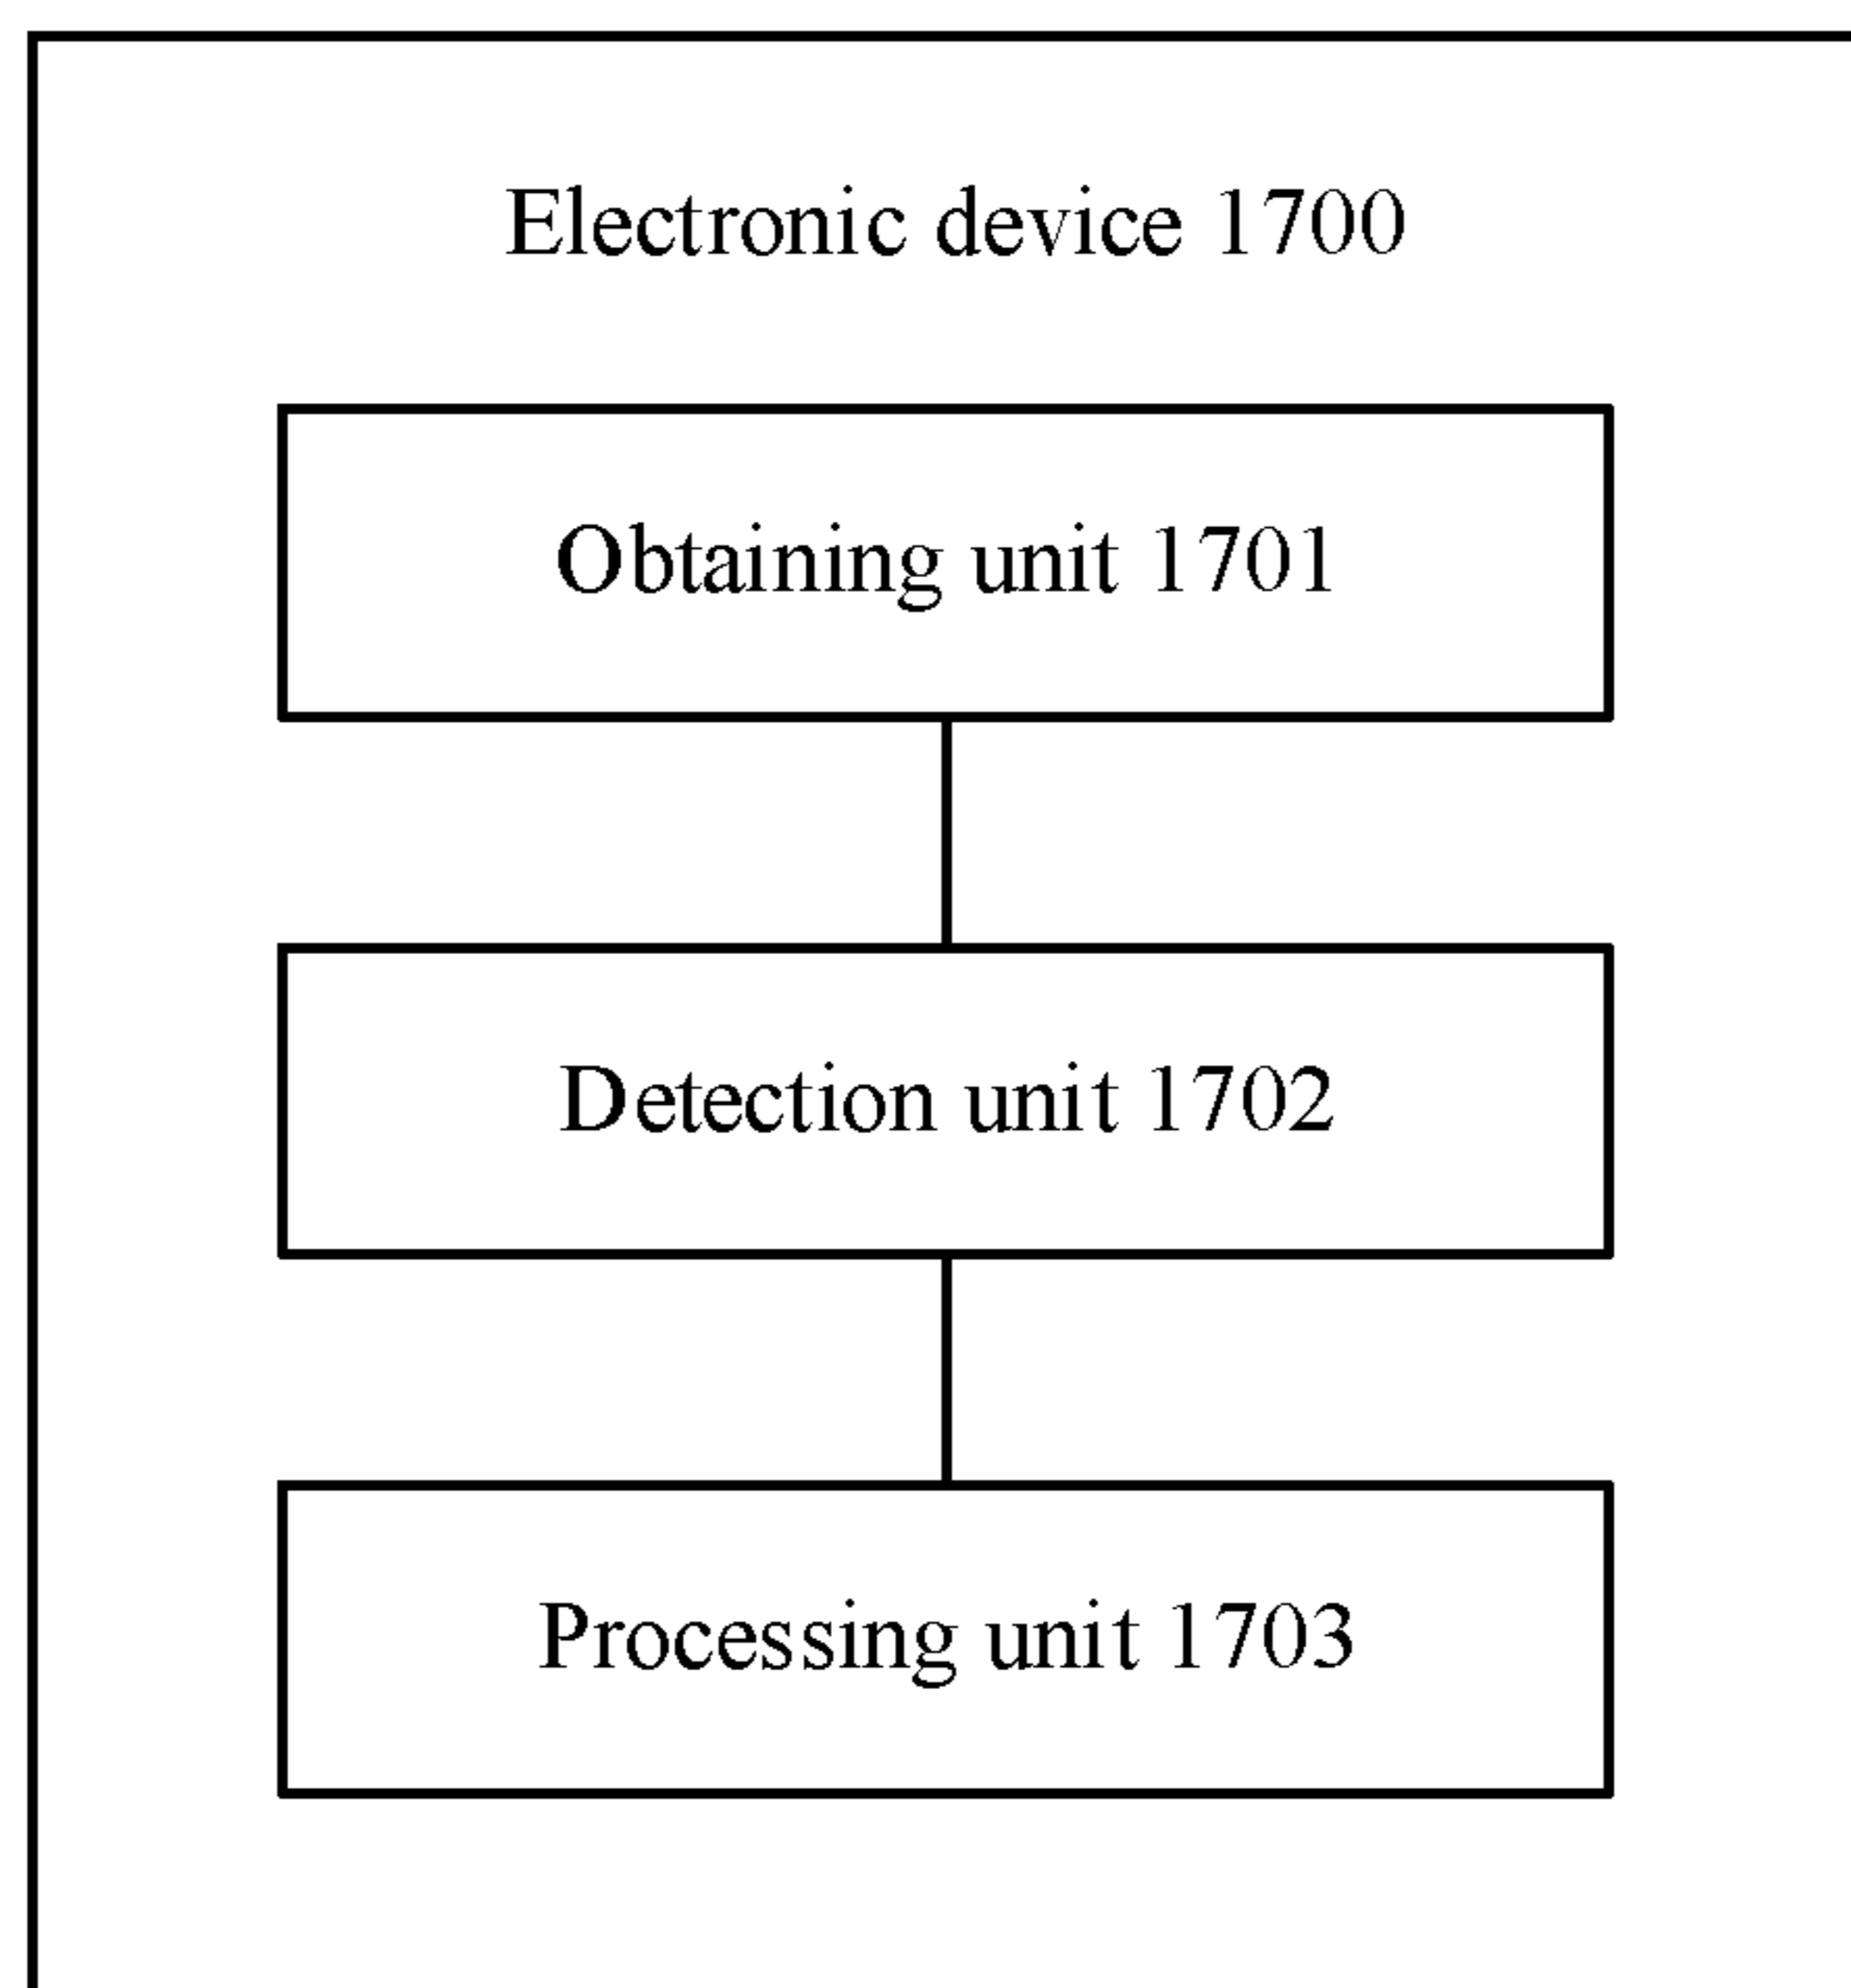 Electronic device 1700
Obtaining unit 1701
Detection unit 1702
Processing unit 1703